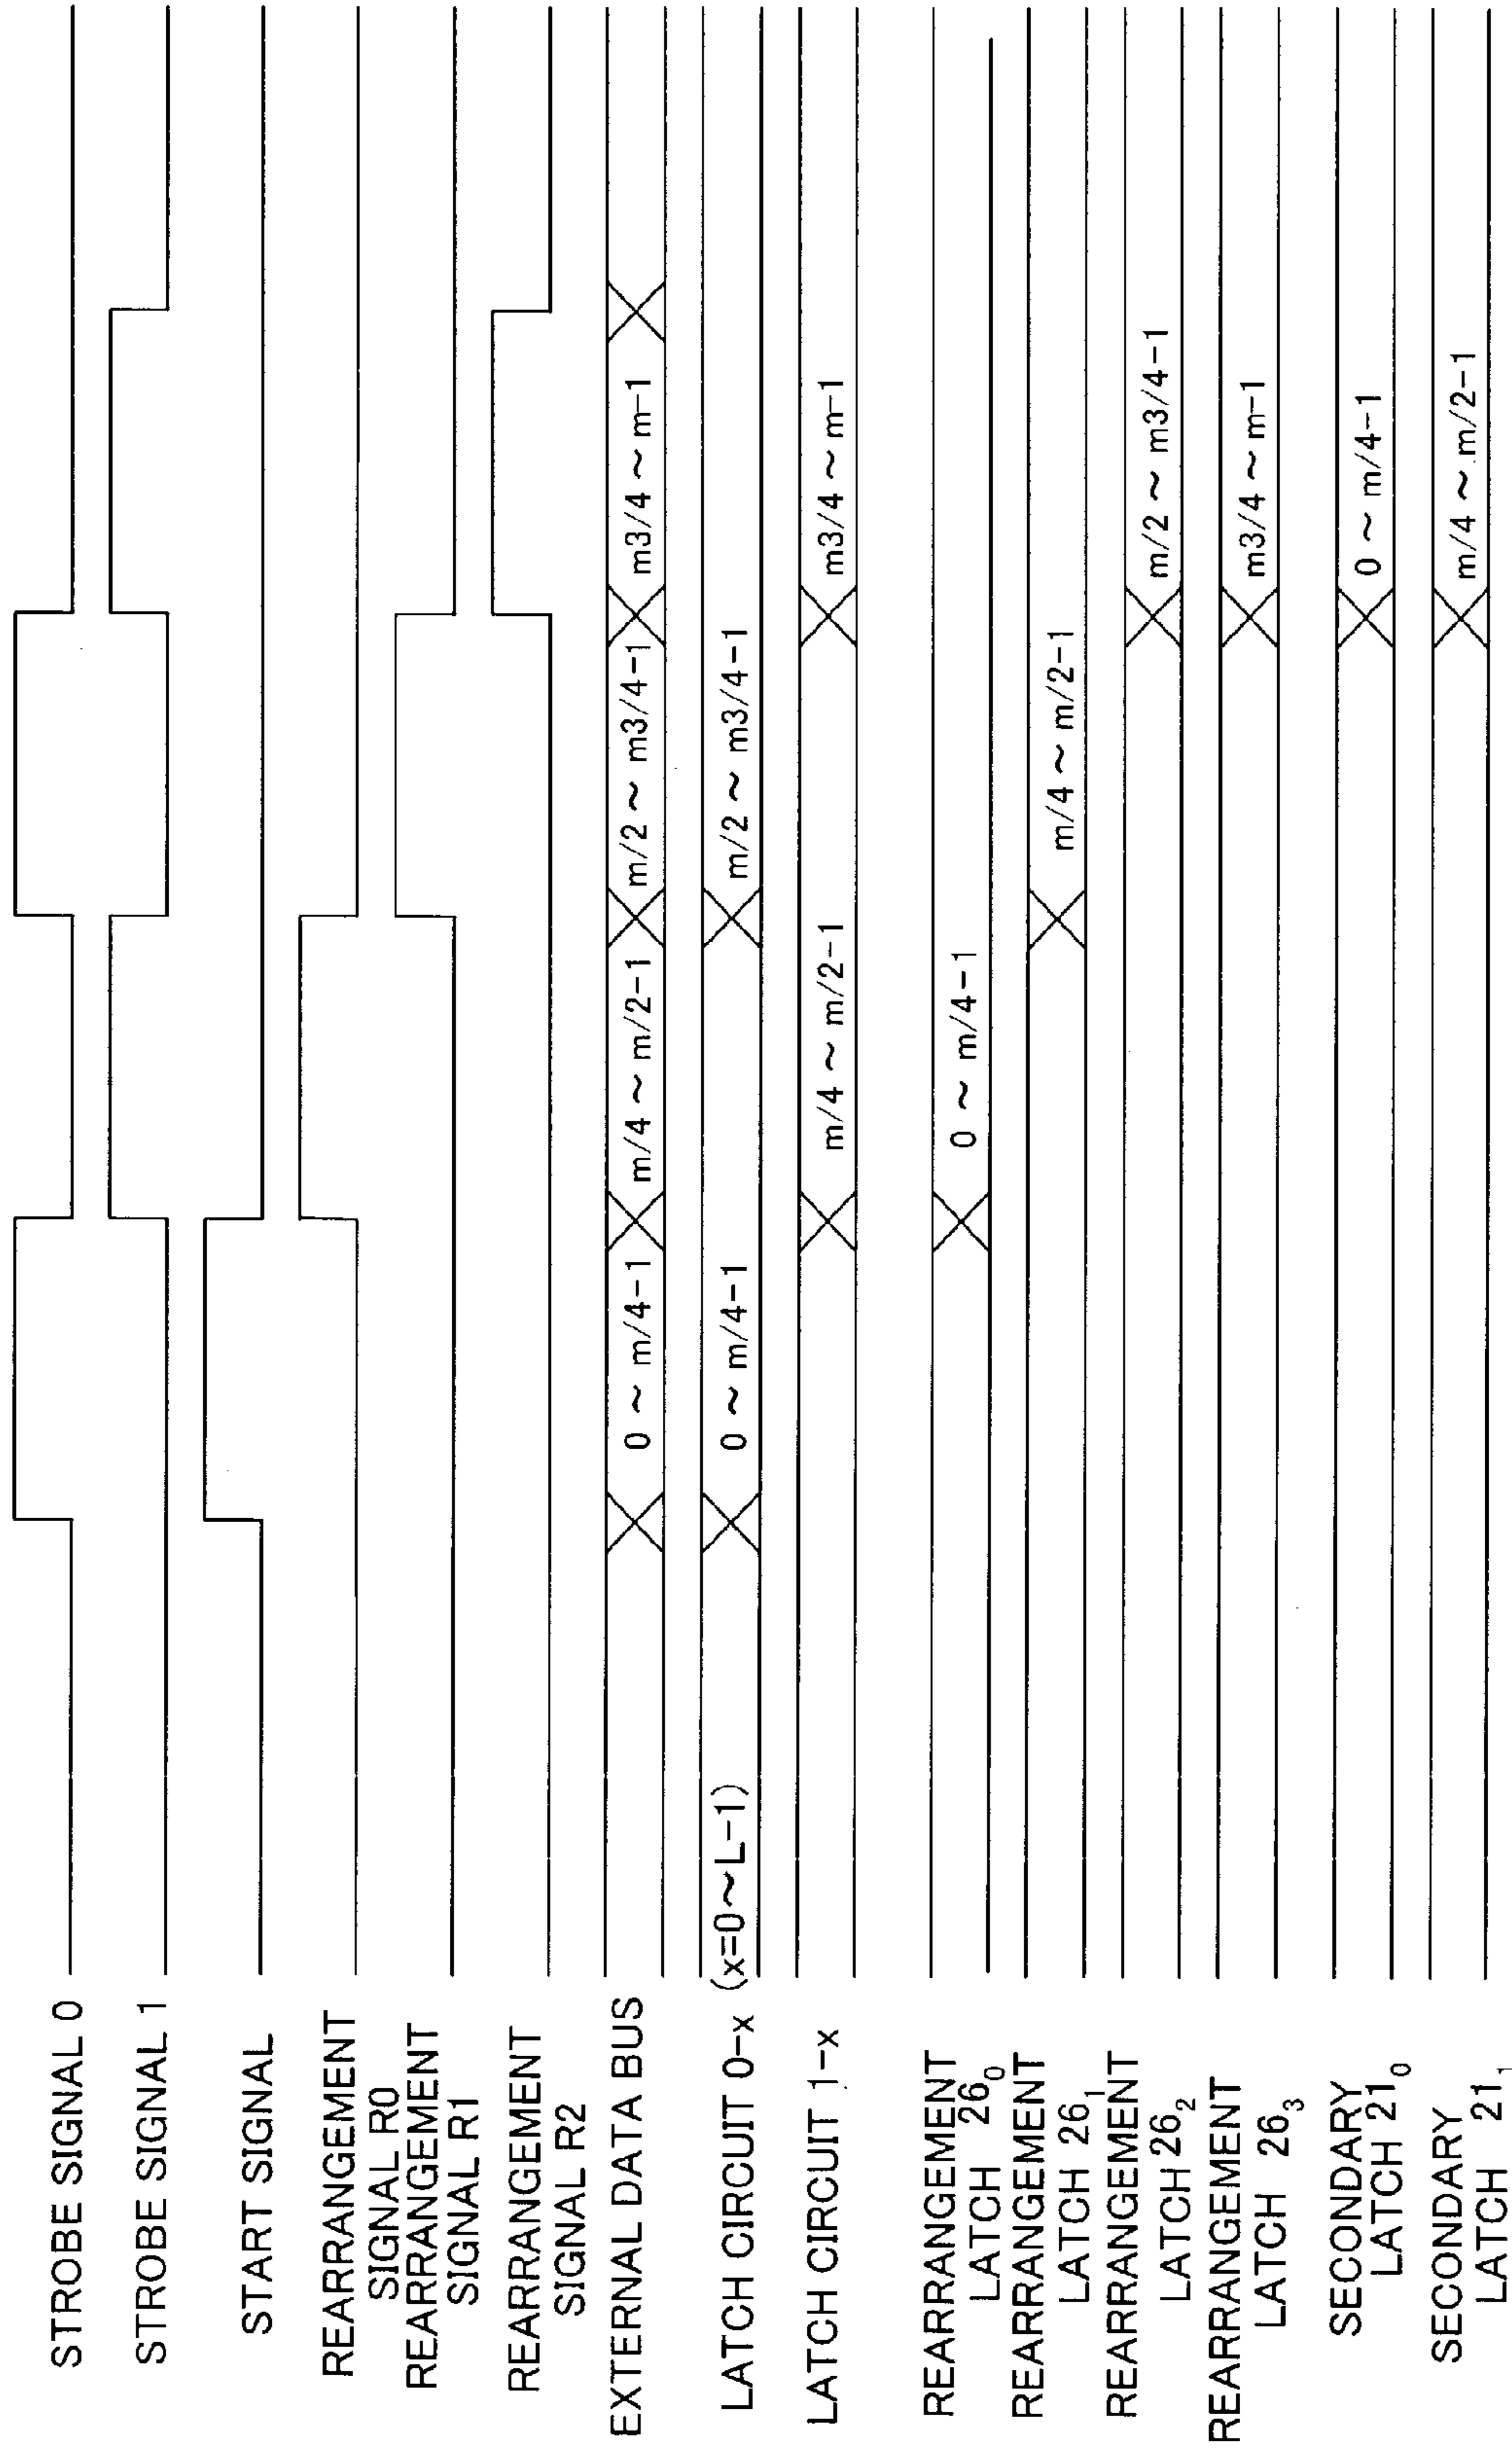 STROBE SIGNAL 0
STROBE SIGNAL 1
START SIGNAL
REARRANGEMENT
SIGNAL R0
REARRANGEMENT
SIGNAL R1
REARRANGEMENT
SIGNAL R2
EXTERNAL DATA BUS
0 ~ m/4-1
m/4 ~ m/2-1
m/2 ~ m3/4-1
m3/4 ~ m-1
LATCH CIRCUIT 0-x (x=0~L-1)
0 ~ m/4-1
m/2 ~ m3/4-1
LATCH CIRCUIT 1-x
m/4 ~ m/2-1
m3/4 ~ m-1
REARRANGEMENT
LATCH 26₀
0 ~ m/4-1
REARRANGEMENT
LATCH 26₁
m/4 ~ m/2-1
REARRANGEMENT
LATCH 26₂
m/2 ~ m3/4-1
REARRANGEMENT
LATCH 26₃
m3/4 ~ m-1
SECONDARY
LATCH 21₀
0 ~ m/4-1
SECONDARY
LATCH 21₁
m/4 ~ m/2-1